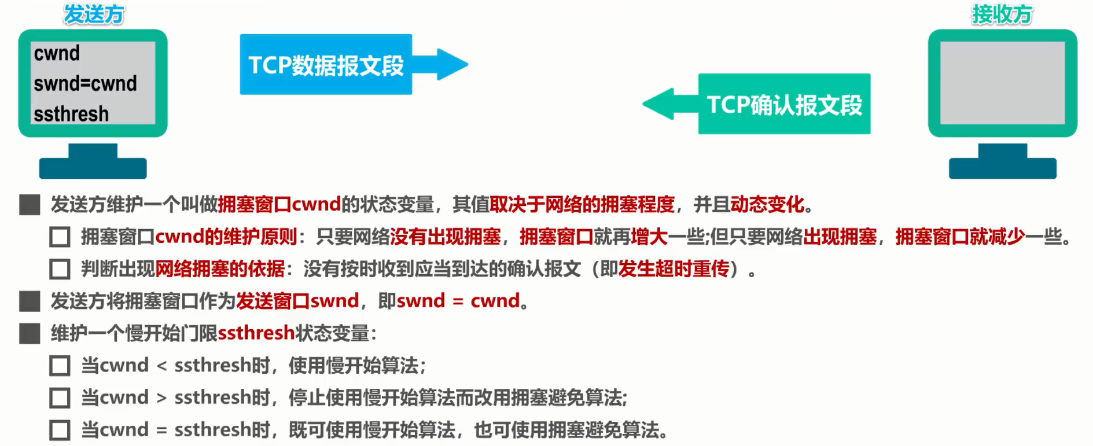 发送方
接收方
cwnd
swnd=cwnd
ssthresh
TCP数据报文段
TCP确认报文段
发送方维护一个叫做拥塞窗口cwnd的状态变量，其值取决于网络的拥塞程度，并且动态变化。
拥塞窗口cwnd的维护原则：只要网络没有出现拥塞，拥塞窗口就再增大一些;但只要网络出现拥塞，拥塞窗口就减少一些。
判断出现网络拥塞的依据：没有按时收到应当到达的确认报文（即发生超时重传）。
发送方将拥塞窗口作为发送窗口swnd，即swnd = cwnd。
维护一个慢开始门限ssthresh状态变量：
当cwnd < ssthresh时，使用慢开始算法；
当cwnd > ssthresh时，停止使用慢开始算法而改用拥塞避免算法;
当cwnd = ssthresh时，既可使用慢开始算法，也可使用拥塞避免算法。